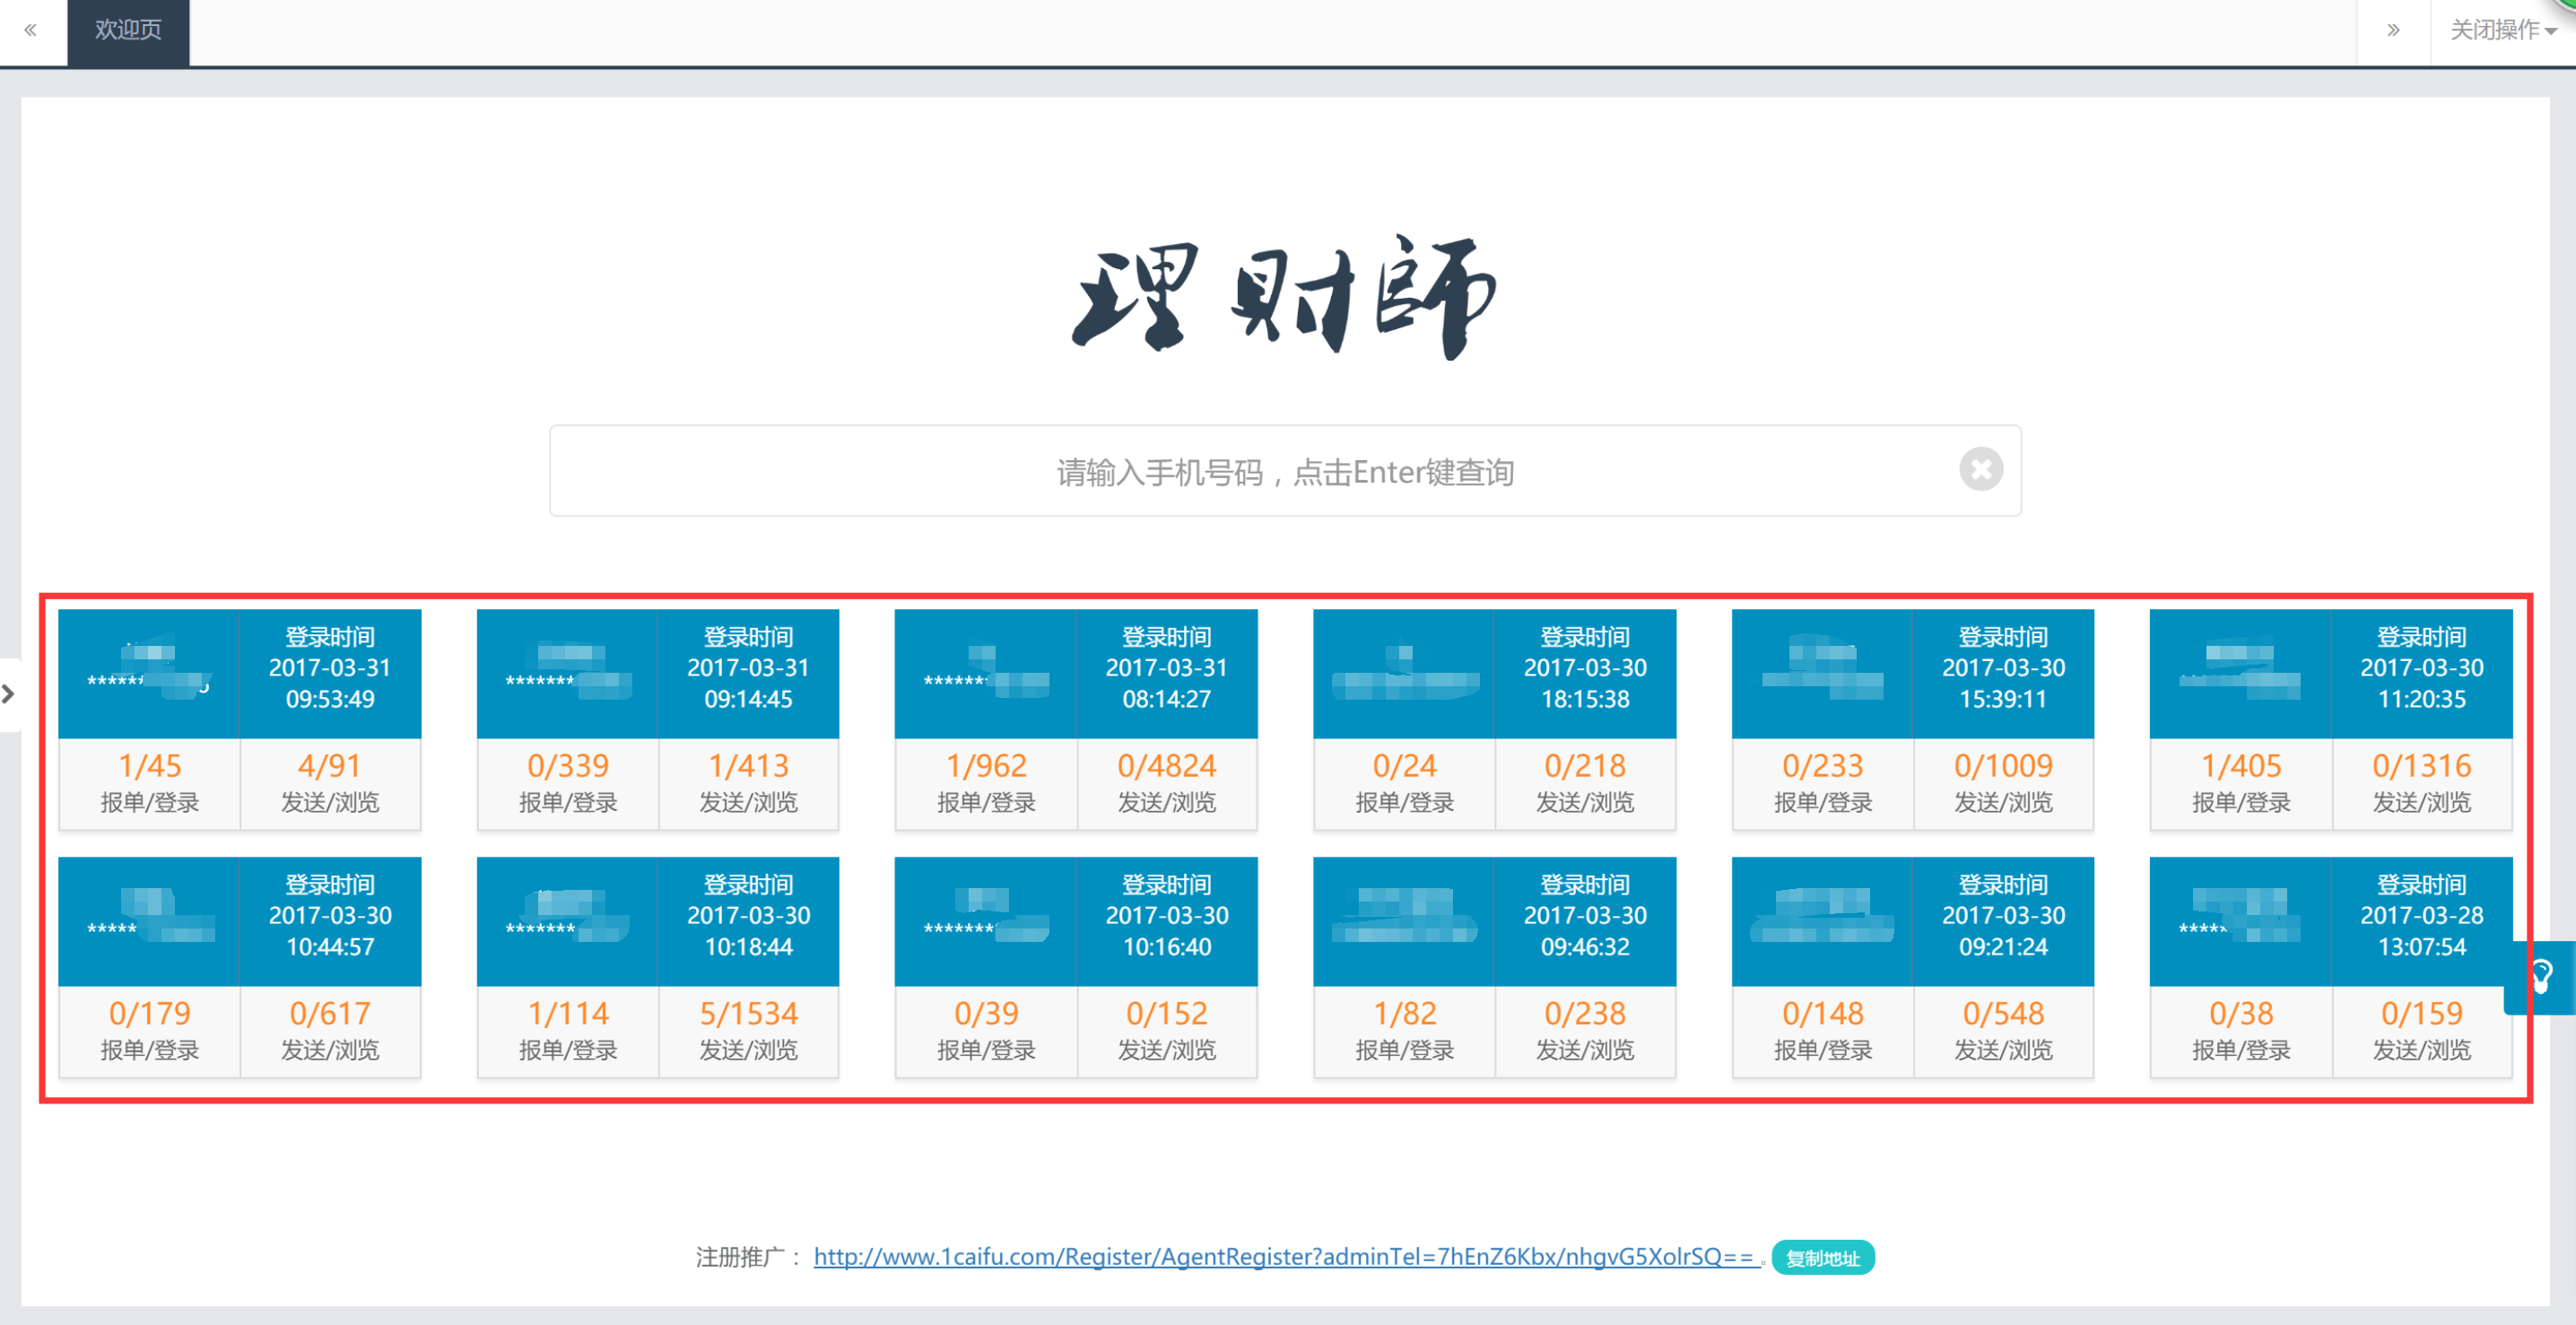 欢迎页
关闭操作
理財師
请输入手机号码，点击Enter键查询
登录时间
2017-03-31
09:53:49
******
1/45
报单/登录
4/91
发送/浏览
登录时间
2017-03-31
09:14:45
*******
0/339
报单/登录
1/413
发送/浏览
登录时间
2017-03-31
08:14:27
******
1/962
报单/登录
0/4824
发送/浏览
登录时间
2017-03-30
18:15:38
0/24
报单/登录
0/218
发送/浏览
登录时间
2017-03-30
15:39:11
0/233
报单/登录
0/1009
发送/浏览
登录时间
2017-03-30
11:20:35
1/405
报单/登录
0/1316
发送/浏览
登录时间
2017-03-30
10:44:57
*****
0/179
报单/登录
0/617
发送/浏览
登录时间
2017-03-30
10:18:44
*******
1/114
报单/登录
5/1534
发送/浏览
登录时间
2017-03-30
10:16:40
*******
0/39
报单/登录
0/152
发送/浏览
登录时间
2017-03-30
09:46:32
1/82
报单/登录
0/238
发送/浏览
登录时间
2017-03-30
09:21:24
0/148
报单/登录
0/548
发送/浏览
登录时间
2017-03-28
13:07:54
*****
0/38
报单/登录
0/159
发送/浏览
注册推广： http://www.1caifu.com/Register/AgentRegister?adminTel=7hEnZ6Kbx/nhgvG5XolrSQ== 。 复制地址